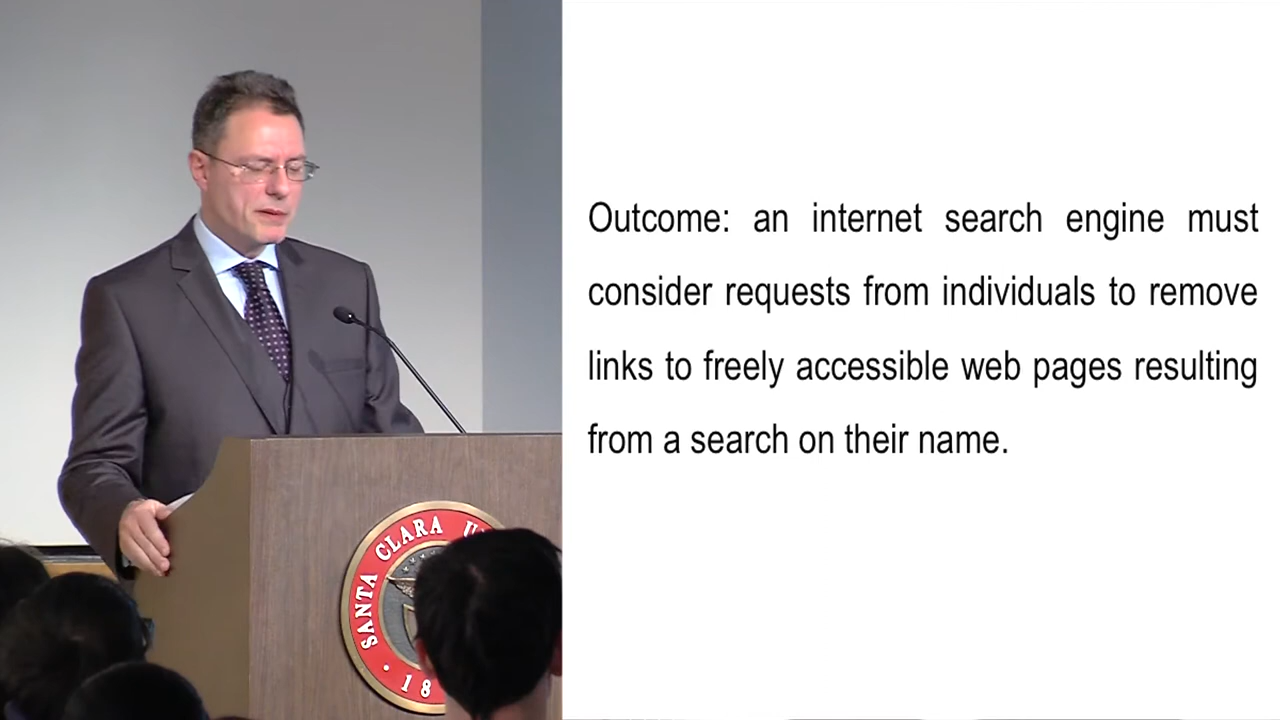 Outcome: an internet search engine must
consider requests from individuals to remove
links to freely accessible web pages resulting
from a search on their name.
SANTA CLARA
18